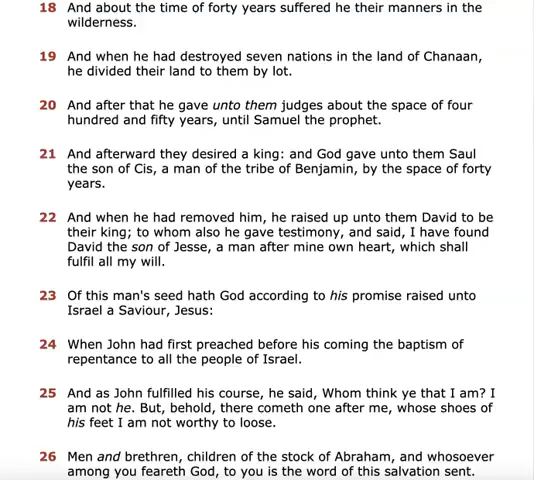 18 And about the time of forty years suffered he their manners in the
wilderness.
19 And when he had destroyed seven nations in the land of Chanaan,
he divided their land to them by lot.
20 And after that he gave unto them judges about the space of four
hundred and fifty years, until Samuel the prophet.
21 And afterward they desired a king: and God gave unto them Saul
the son of Cis, a man of the tribe of Benjamin, by the space of forty
years.
22 And when he had removed him, he raised up unto them David to be
their king; to whom also he gave testimony, and said, I have found
David the son of Jesse, a man after mine own heart, which shall
fulfil all my will.
23 Of this man's seed hath God according to his promise raised unto
Israel a Saviour, Jesus:
24 When John had first preached before his coming the baptism of
repentance to all the people of Israel.
25 And as John fulfilled his course, he said, Whom think ye that I am? I
am not he. But, behold, there cometh one after me, whose shoes of
his feet I am not worthy to loose.
26 Men and brethren, children of the stock of Abraham, and whosoever
among you feareth God, to you is the word of this salvation sent.